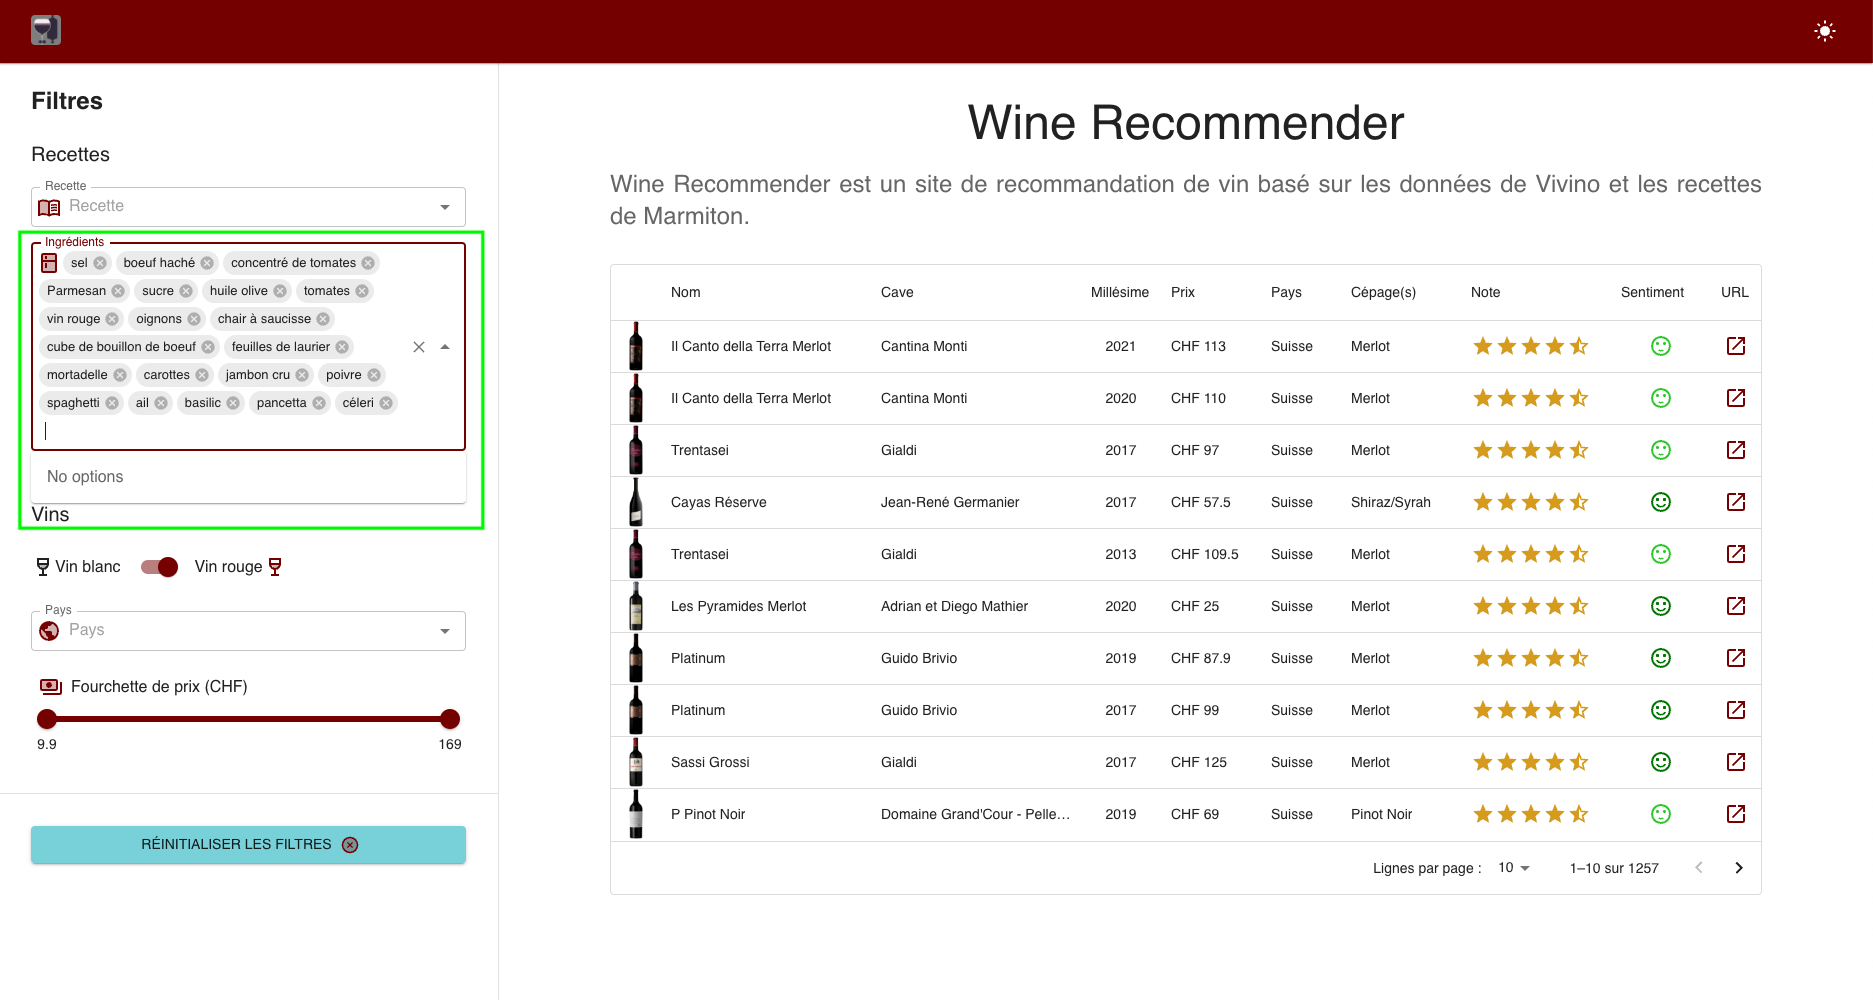 Filtres
Recettes
Recette
Recette
Ingrédients
sel boeuf haché concentré de tomates
Parmesan sucre huile olive tomates
vin rouge oignons chair à saucisse
cube de bouillon de boeuf feuilles de laurier
mortadelle carottes jambon cru poivre
spaghetti ail basilic pancetta céleri
No options
Vins
Vin blanc Vin rouge
Pays
Pays
Fourchette de prix (CHF)
9.9 169
RÉINITIALISER LES FILTRES
Wine Recommender
Wine Recommender est un site de recommandation de vin basé sur les données de Vivino et les recettes
de Marmiton.
Nom Cave Millésime Prix Pays Cépage(s) Note Sentiment URL
Il Canto della Terra Merlot Cantina Monti 2021 CHF 113 Suisse Merlot
Il Canto della Terra Merlot Cantina Monti 2020 CHF 110 Suisse Merlot
Trentasei Gialdi 2017 CHF 97 Suisse Merlot
Cayas Réserve Jean-René Germanier 2017 CHF 57.5 Suisse Shiraz/Syrah
Trentasei Gialdi 2013 CHF 109.5 Suisse Merlot
Les Pyramides Merlot Adrian et Diego Mathier 2020 CHF 25 Suisse Merlot
Platinum Guido Brivio 2019 CHF 87.9 Suisse Merlot
Platinum Guido Brivio 2017 CHF 99 Suisse Merlot
Sassi Grossi Gialdi 2017 CHF 125 Suisse Merlot
P Pinot Noir Domaine Grand'Cour - Pelle... 2019 CHF 69 Suisse Pinot Noir
Lignes par page : 10 1–10 sur 1257